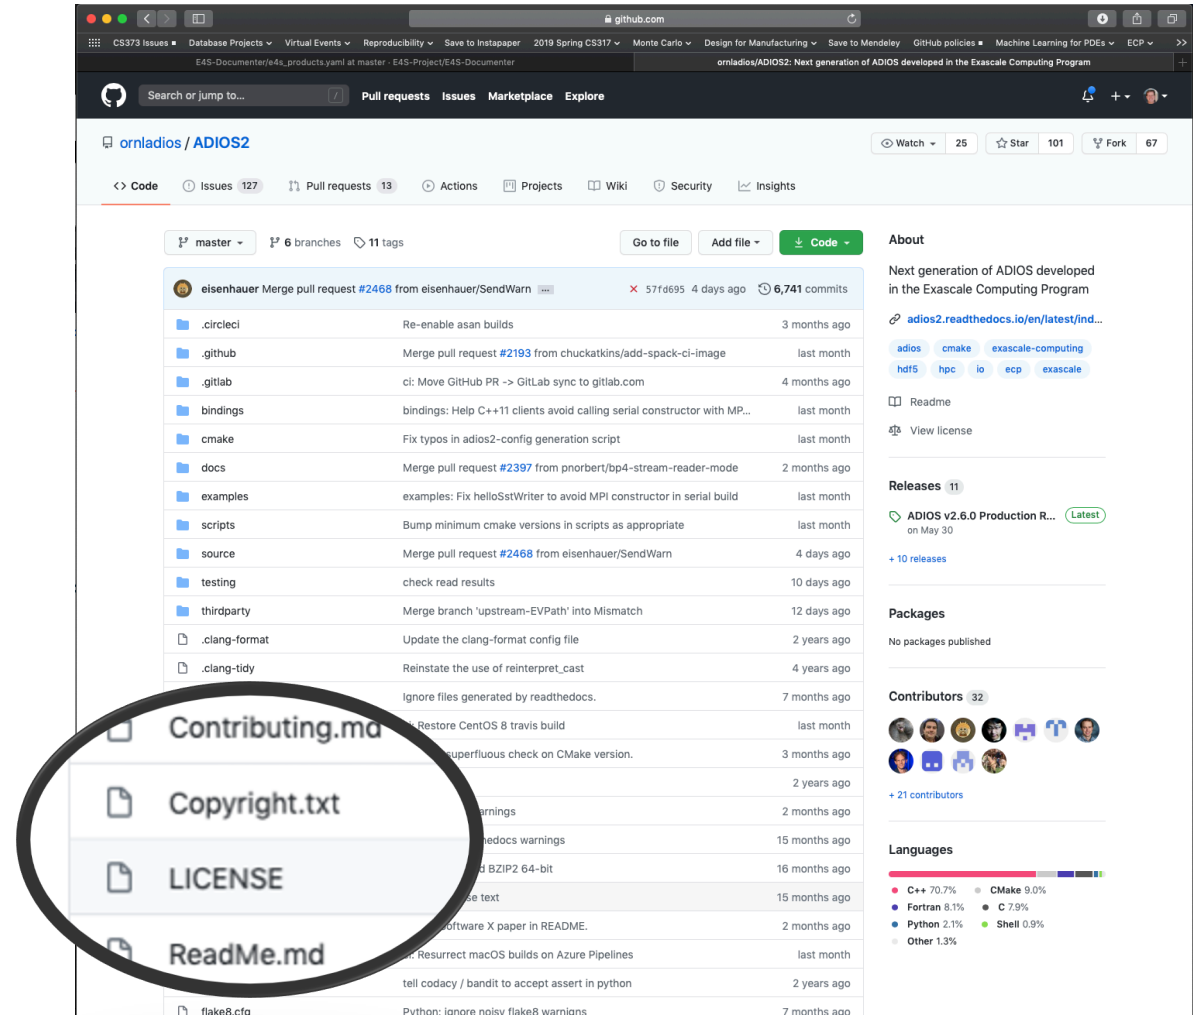 github.com
CS373 Issues Database Projects Virtual Events Reproducibility Save to Instapaper 2019 Spring CS317 Monte Carlo Design for Manufacturing Save to Mendeley GitHub policies Machine Learning for PDEs ECP >>
E4S-Documenter/e4s_products.yaml at master · E4S-Project/E4S-Documenter
ornladios/ADIOS2: Next generation of ADIOS developed in the Exascale Computing Program
Search or jump to... / Pull requests Issues Marketplace Explore
ornladios / ADIOS2
Watch 25 Star 101 Fork 67
<> Code Issues 127 Pull requests 13 Actions Projects Wiki Security Insights
master 6 branches 11 tags Go to file Add file Code
eisenhauer Merge pull request #2468 from eisenhauer/SendWarn ... × 57fd695 4 days ago 6,741 commits
.circleci Re-enable asan builds 3 months ago
.github Merge pull request #2193 from chuckatkins/add-spack-ci-image last month
.gitlab ci: Move GitHub PR -> GitLab sync to gitlab.com 4 months ago
bindings bindings: Help C++11 clients avoid calling serial constructor with MP... last month
cmake Fix typos in adios2-config generation script last month
docs Merge pull request #2397 from pnorbert/bp4-stream-reader-mode 2 months ago
examples examples: Fix helloSstWriter to avoid MPI constructor in serial build last month
scripts Bump minimum cmake versions in scripts as appropriate last month
source Merge pull request #2468 from eisenhauer/SendWarn 4 days ago
testing check read results 10 days ago
thirdparty Merge branch 'upstream-EVPath' into Mismatch 12 days ago
.clang-format Update the clang-format config file 2 years ago
.clang-tidy Reinstate the use of reinterpret_cast 4 years ago
Ignore files generated by readthedocs. 7 months ago
Restore CentOS 8 travis build last month
superfluous check on CMake version. 3 months ago
2 years ago
arnings 2 months ago
hedocs warnings 15 months ago
d BZIP2 64-bit 16 months ago
se text 15 months ago
oftware X paper in README. 2 months ago
Resurrect macOS builds on Azure Pipelines last month
tell codacy / bandit to accept assert in python 2 years ago
flake8.cfg Python: ignore noisy flake8 warnigns 7 months ago
Contributing.md
Copyright.txt
LICENSE
ReadMe.md
About
Next generation of ADIOS developed
in the Exascale Computing Program
adios2.readthedocs.io/en/latest/ind...
adios cmake exascale-computing
hdf5 hpc io ecp exascale
Readme
View license
Releases 11
ADIOS v2.6.0 Production R... Latest
on May 30
+ 10 releases
Packages
No packages published
Contributors 32
+ 21 contributors
Languages
C++ 70.7% CMake 9.0%
Fortran 8.1% C 7.9%
Python 2.1% Shell 0.9%
Other 1.3%